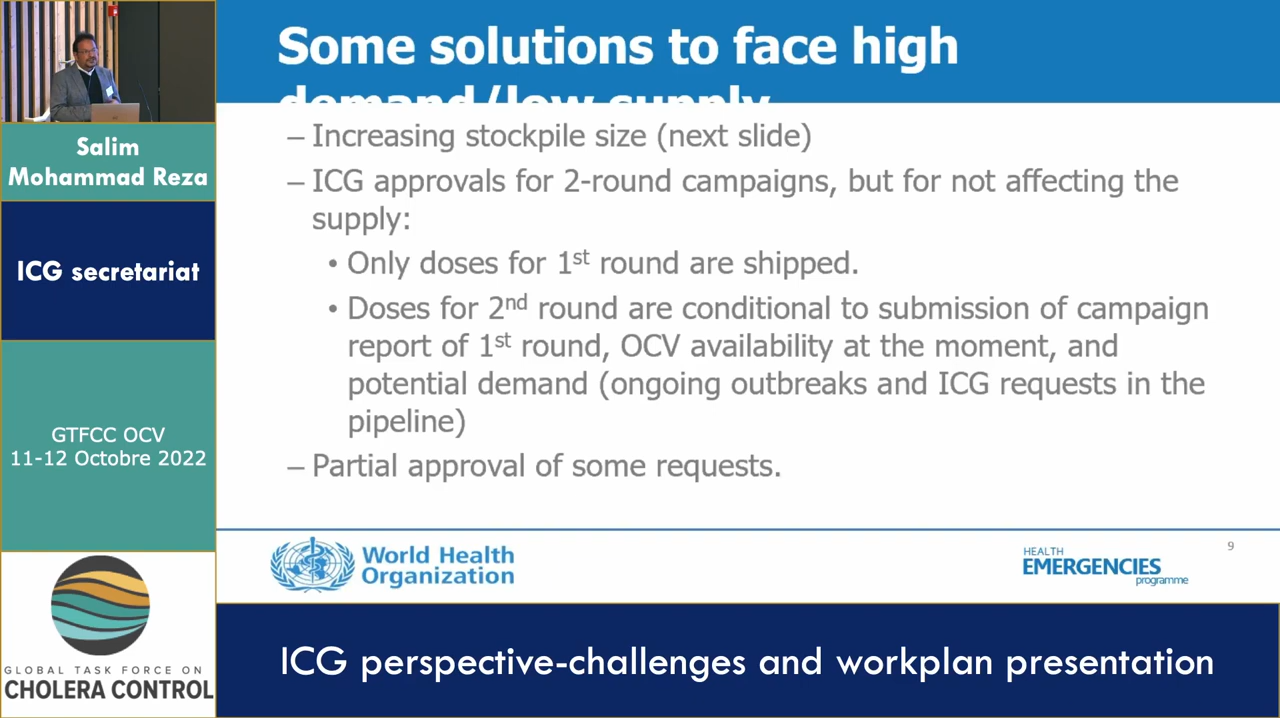 Some solutions to face high
demand/low supply
– Increasing stockpile size (next slide)
– ICG approvals for 2-round campaigns, but for not affecting the
supply:
• Only doses for 1st round are shipped.
• Doses for 2nd round are conditional to submission of campaign
report of 1st round, OCV availability at the moment, and
potential demand (ongoing outbreaks and ICG requests in the
pipeline)
– Partial approval of some requests.
World Health
Organization
HEALTH
EMERGENCIES
programme
9
Salim
Mohammad Reza
ICG secretariat
GTFCC OCV
11-12 Octobre 2022
GLOBAL TASK FORCE ON
CHOLERA CONTROL
ICG perspective-challenges and workplan presentation